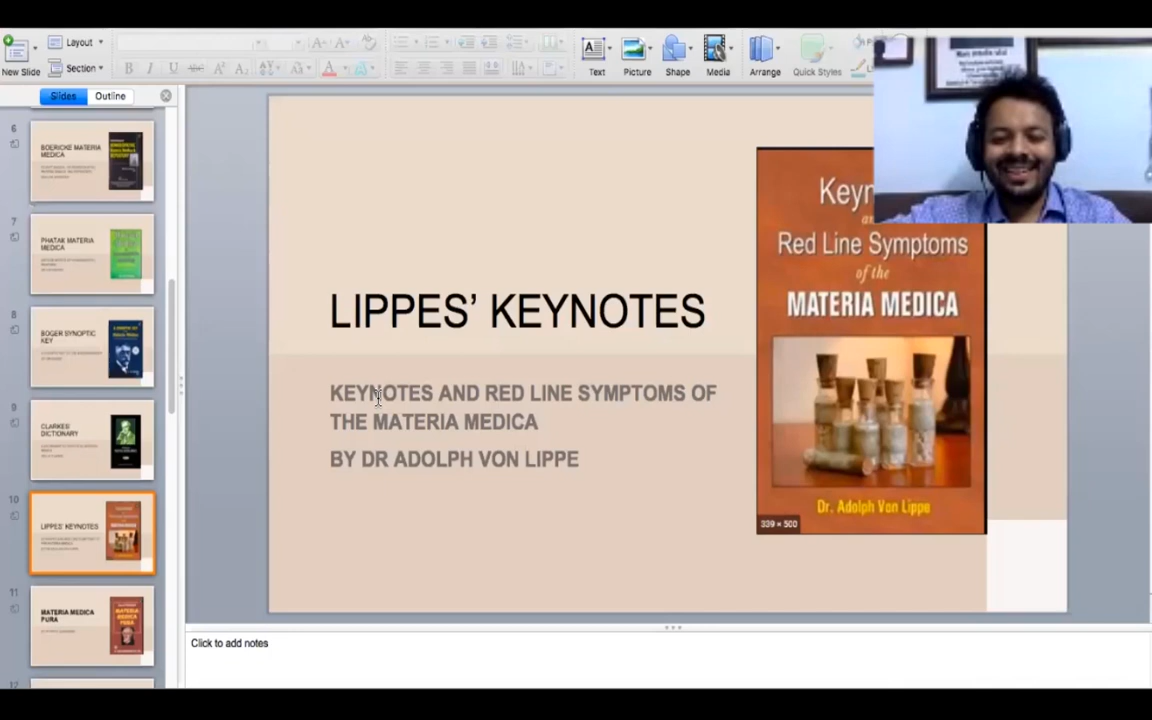 New Slide
Layout
Section
Text
Picture
Shape
Media
Arrange
Quick Styles
Slides
Outline
6
BOERICKE MATERIA
MEDICA
7
PHATAK MATERIA
MEDICA
8
BOGER SYNOPTIC
KEY
9
CLARKES'
DICTIONARY
10
LIPPES' KEYNOTES
11
MATERIA MEDICA
PURA
LIPPES’ KEYNOTES
KEYNOTES AND RED LINE SYMPTOMS OF
THE MATERIA MEDICA
BY DR ADOLPH VON LIPPE
Red Line Symptoms
of the
MATERIA MEDICA
Dr. Adolph Von Lippe
339 × 500
Click to add notes